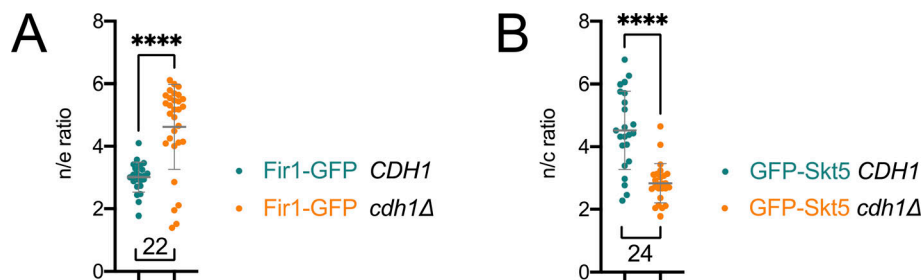 A
8
6
4
2
0
n/e ratio
****
22
Fir1-GFP CDH1
Fir1-GFP cdh1Δ
B
8
6
4
2
0
n/c ratio
****
24
GFP-Skt5 CDH1
GFP-Skt5 cdh1Δ